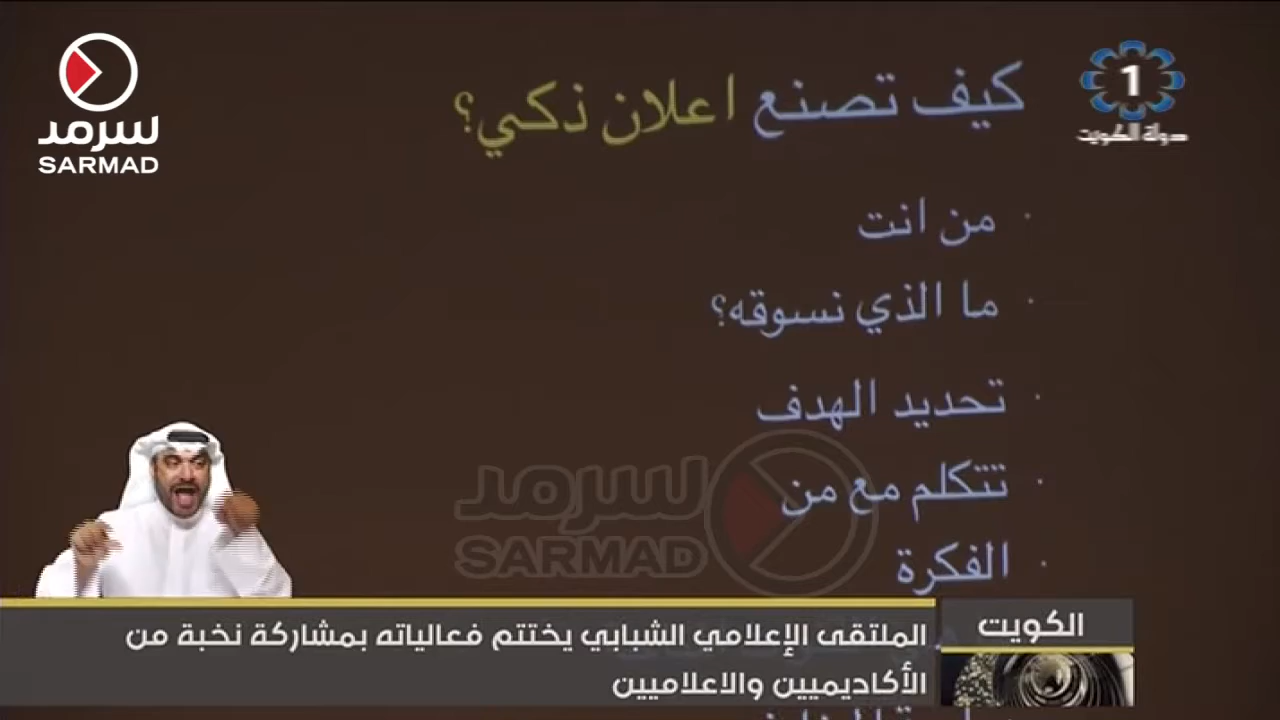 سرمد
SARMAD
1
دولة الكويت
كيف تصنع اعلان ذكي؟
من انت
ما الذي نسوقه؟
تحديد الهدف
تتكلم مع من
الفكرة
سرمد
SARMAD
الكويت
الملتقى الإعلامي الشبابي يختتم فعالياته بمشاركة نخبة من
الأكاديميين والاعلاميين